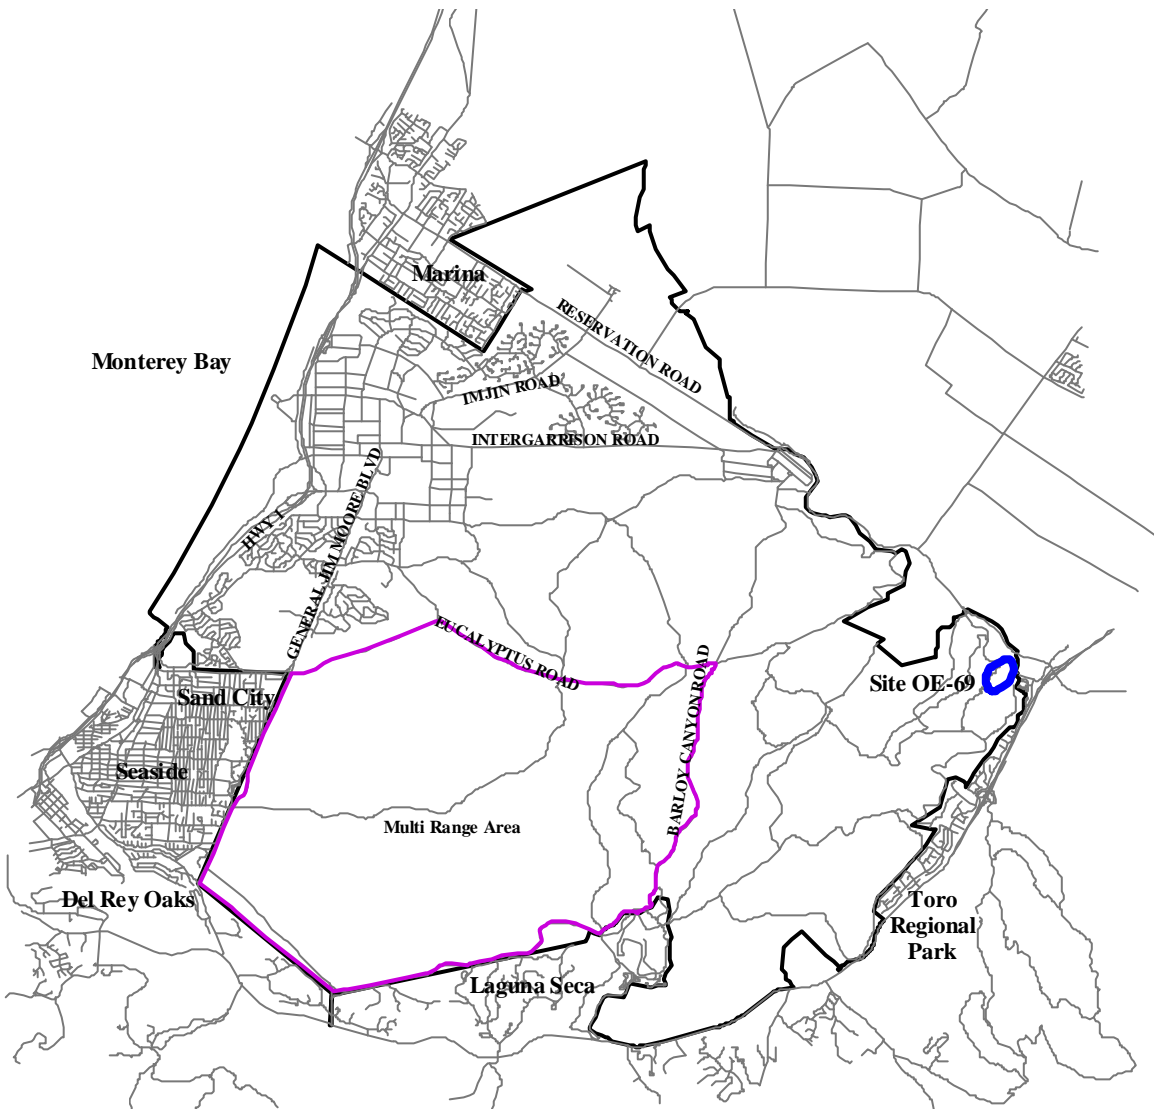 Marina
RESERVATION ROAD
Monterey Bay
IMJIN ROAD
INTERGARRISON ROAD
HWY 1
GENERAL JIM MOORE BLVD
EUCALYPTUS ROAD
BARLOY CANYON ROAD
Site OE-69
Sand City
Seaside
Multi Range Area
Del Rey Oaks
Toro
Regional
Park
Laguna Seca